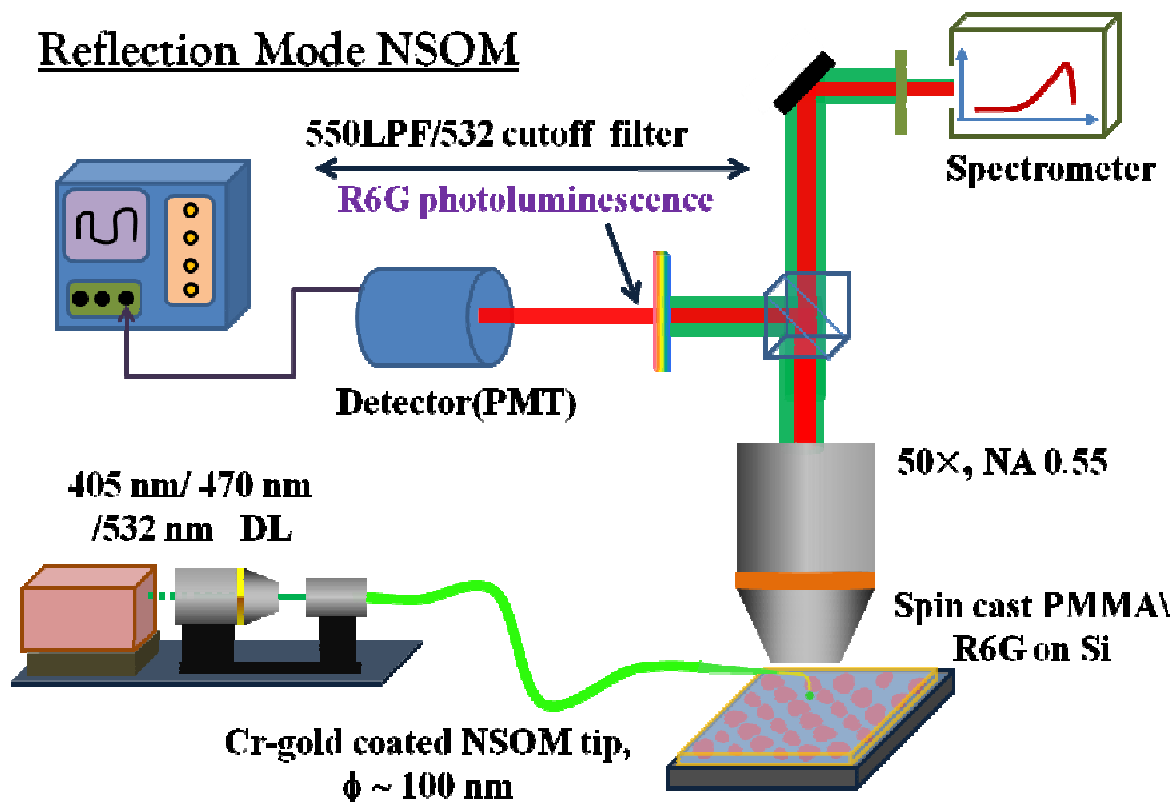 Reflection Mode NSOM
550LPF/532 cutoff filter
R6G photoluminescence
Spectrometer
Detector(PMT)
50×, NA 0.55
405 nm/ 470 nm
/532 nm DL
Spin cast PMMA\
R6G on Si
Cr-gold coated NSOM tip,
ϕ ~ 100 nm